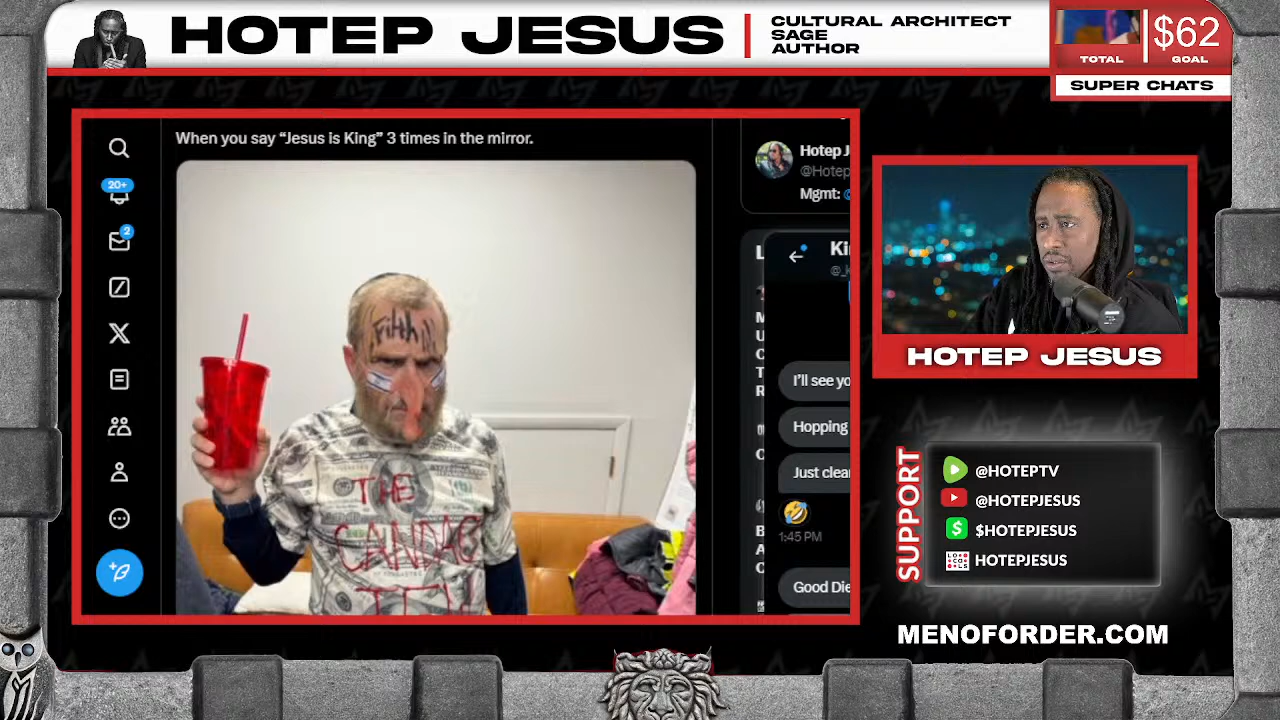 HOTEP JESUS
CULTURAL ARCHITECT
SAGE
AUTHOR
$62
TOTAL
GOAL
SUPER CHATS
When you say “Jesus is King” 3 times in the mirror.
20+
2
Hotep J
@Hotep
Mgmt:
Ki
I'll see yo
Hopping
Just clea
1:45 PM
Good Die
THE
HOTEP JESUS
SUPPORT
@HOTEPTV
@HOTEPJESUS
$HOTEPJESUS
HOTEPJESUS
MENOFORDER.COM